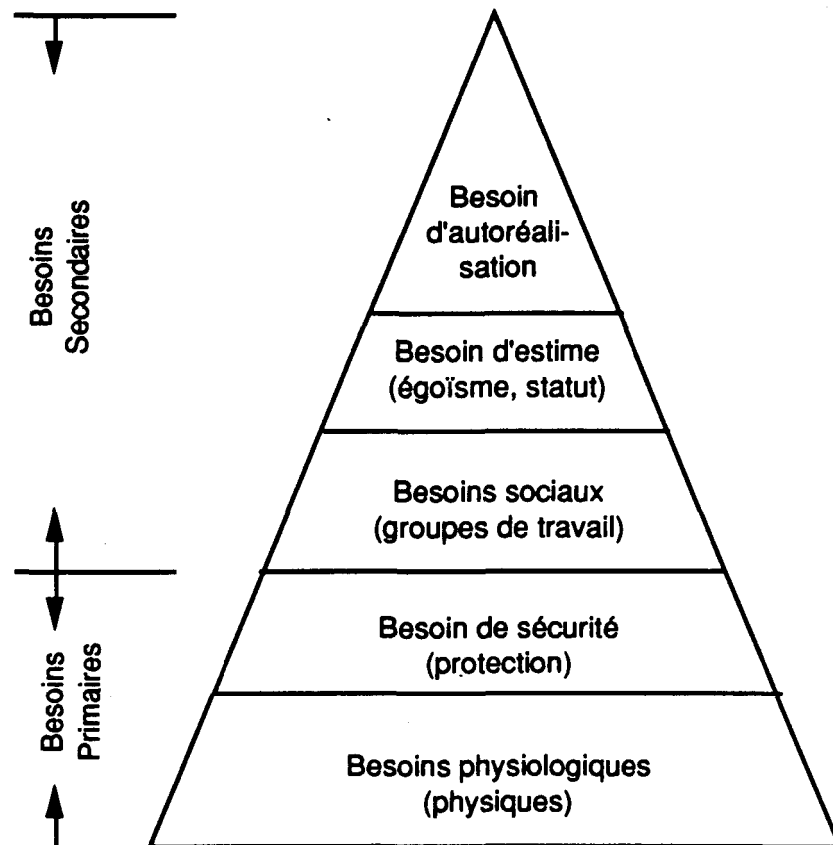 Besoin
d'autoréali-
sation
Besoins
Secondaires
Besoin d'estime
(égoïsme, statut)
Besoins sociaux
(groupes de travail)
Besoin de sécurité
(protection)
Besoins
Primaires
Besoins physiologiques
(physiques)